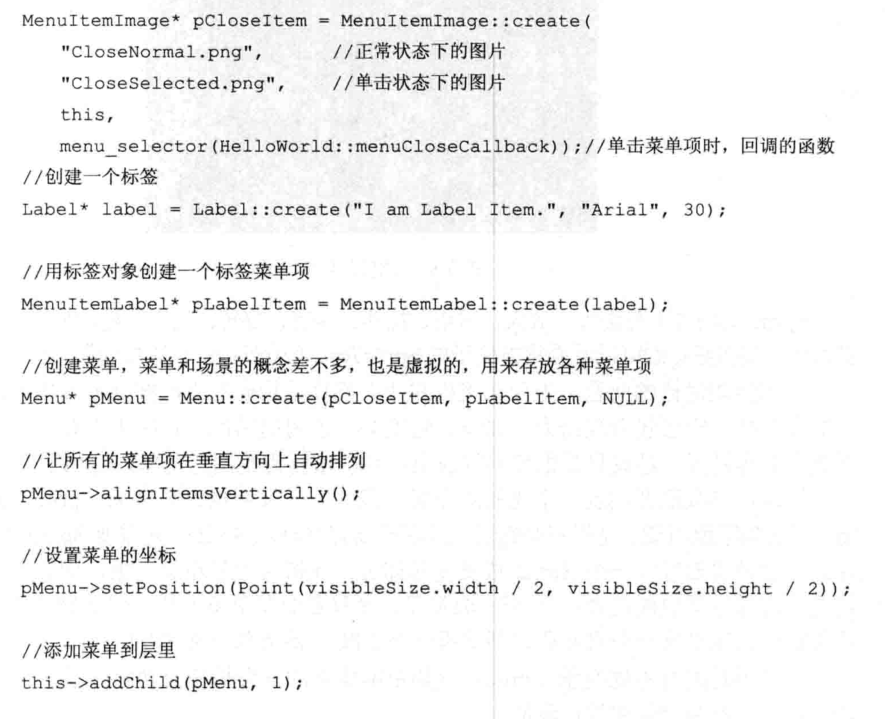 MenuItemImage* pCloseItem = MenuItemImage::create(
"CloseNormal.png", //正常状态下的图片
"CloseSelected.png", //单击状态下的图片
this,
menu_selector(HelloWorld::menuCloseCallback));//单击菜单项时，回调的函数
//创建一个标签
Label* label = Label::create("I am Label Item.", "Arial", 30);
//用标签对象创建一个标签菜单项
MenuItemLabel* pLabelItem = MenuItemLabel::create(label);
//创建菜单，菜单和场景的概念差不多，也是虚拟的，用来存放各种菜单项
Menu* pMenu = Menu::create(pCloseItem, pLabelItem, NULL);
//让所有的菜单项在垂直方向上自动排列
pMenu->alignItemsVertically();
//设置菜单的坐标
pMenu->setPosition(Point(visibleSize.width / 2, visibleSize.height / 2));
//添加菜单到层里
this->addChild(pMenu, 1);